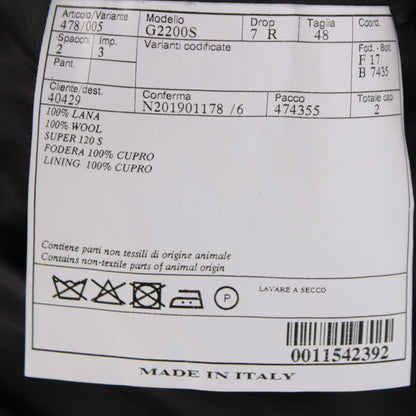 Articolo/Variante Modello Drop Taglia Coord.
478/005 G2200S 7 R 48
Spacchi Imp. Varianti codificate Fod.- Bott.
2 3 F 17
Pant. B 7435
Cliente/dest. Conferma Pacco Totale capi
40429 N201901178 /6 474355 2
100% LANA
100% WOOL
SUPER 120 S
FODERA 100% CUPRO
LINING 100% CUPRO
Contiene parti non tessili di origine animale
Contains non-textile parts of animal origin
P LAVARE A SECCO
0011542392
MADE IN ITALY